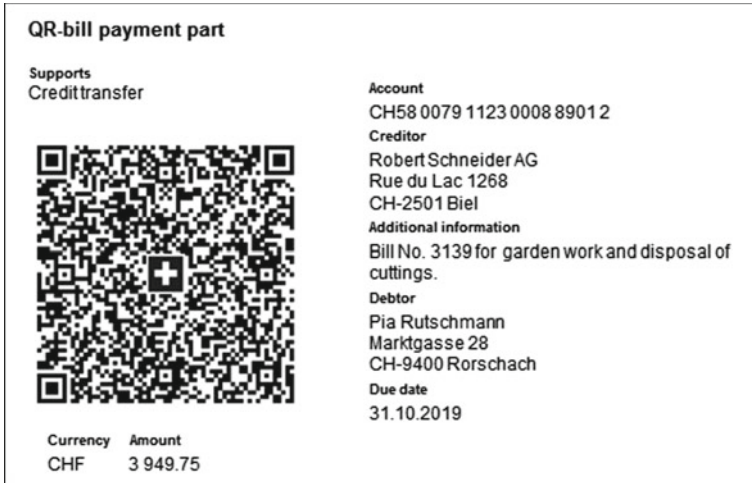 QR-bill payment part
Supports
Credit transfer
Account
CH58 0079 1123 0008 8901 2
Creditor
Robert Schneider AG
Rue du Lac 1268
CH-2501 Biel
Additional information
Bill No. 3139 for garden work and disposal of
cuttings.
Debtor
Pia Rutschmann
Marktgasse 28
CH-9400 Rorschach
Due date
31.10.2019
Currency Amount
CHF 3 949.75